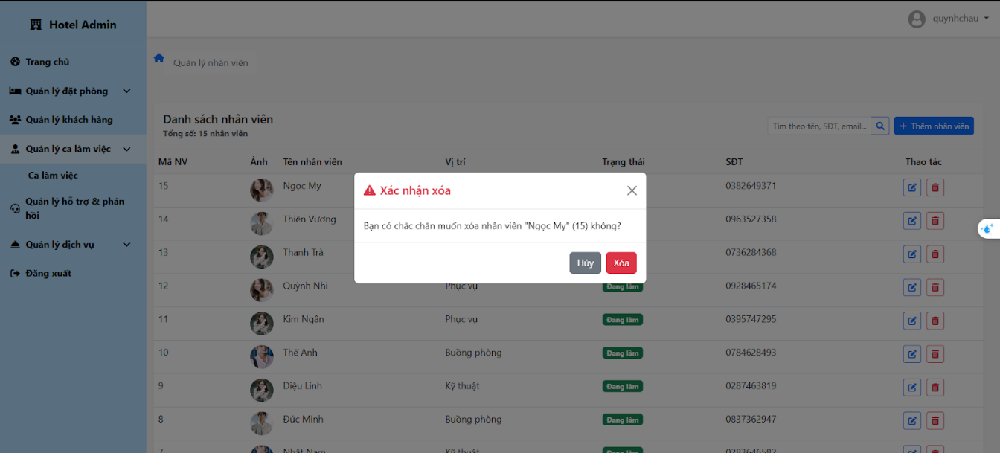 Hotel Admin
quynhchau
Trang chủ
Quản lý nhân viên
Quản lý đặt phòng
Quản lý khách hàng
Quản lý ca làm việc
Ca làm việc
Quản lý hỗ trợ & phản
hồi
Quản lý dịch vụ
Đăng xuất
Danh sách nhân viên
Tổng số: 15 nhân viên
Tìm theo tên, SĐT, email...
Thêm nhân viên
Mã NV Ảnh Tên nhân viên Vị trí Trạng thái SĐT Thao tác
15 Ngọc My 0382649371
14 Thiên Vương 0963527358
13 Thanh Trà 0736284368
12 Quỳnh Nhi Phục vụ Đang làm 0928465174
11 Kim Ngân Phục vụ Đang làm 0395747295
10 Thế Anh Buồng phòng Đang làm 0784628493
9 Diệu Linh Kỹ thuật Đang làm 0287463819
8 Đức Minh Buồng phòng Đang làm 0837362947
7 Nhật Nam Kỹ thuật Đang làm 0283646582
Xác nhận xóa
Bạn có chắc chắn muốn xóa nhân viên "Ngọc My" (15) không?
Hủy Xóa